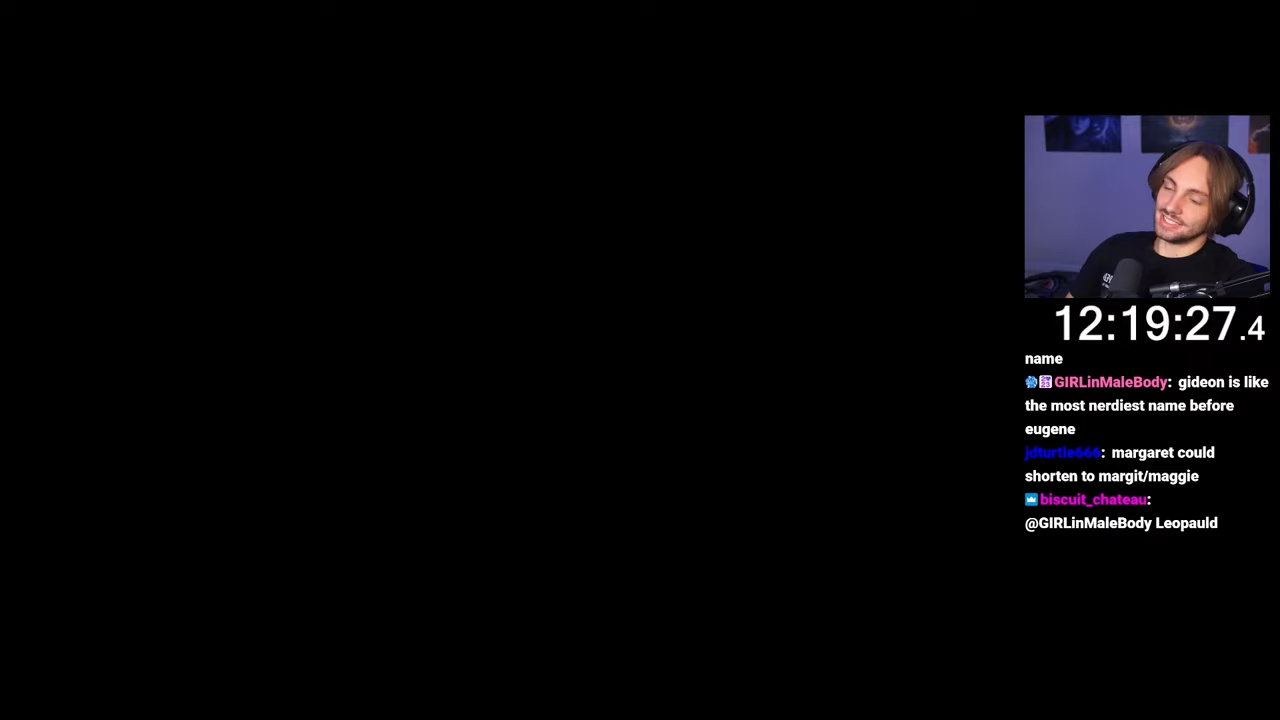 12:19:27.4
name
GIRLinMaleBody: gideon is like
the most nerdiest name before
eugene
jdturtle666: margaret could
shorten to margit/maggie
biscuit_chateau:
@GIRLinMaleBody Leopauld